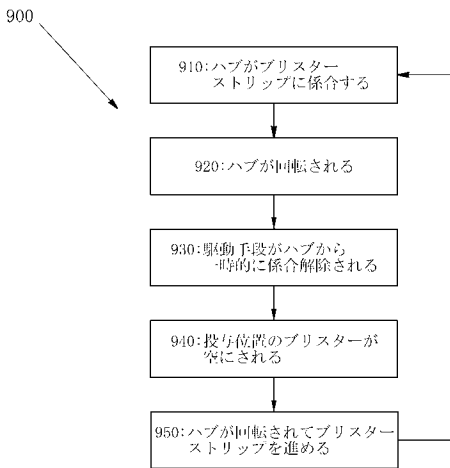 900
910:ハブがブリスター
ストリップに係合する
920:ハブが回転される
930:駆動手段がハブから
一時的に係合解除される
940:投与位置のブリスターが
空にされる
950:ハブが回転されてブリスター
ストリップを進める